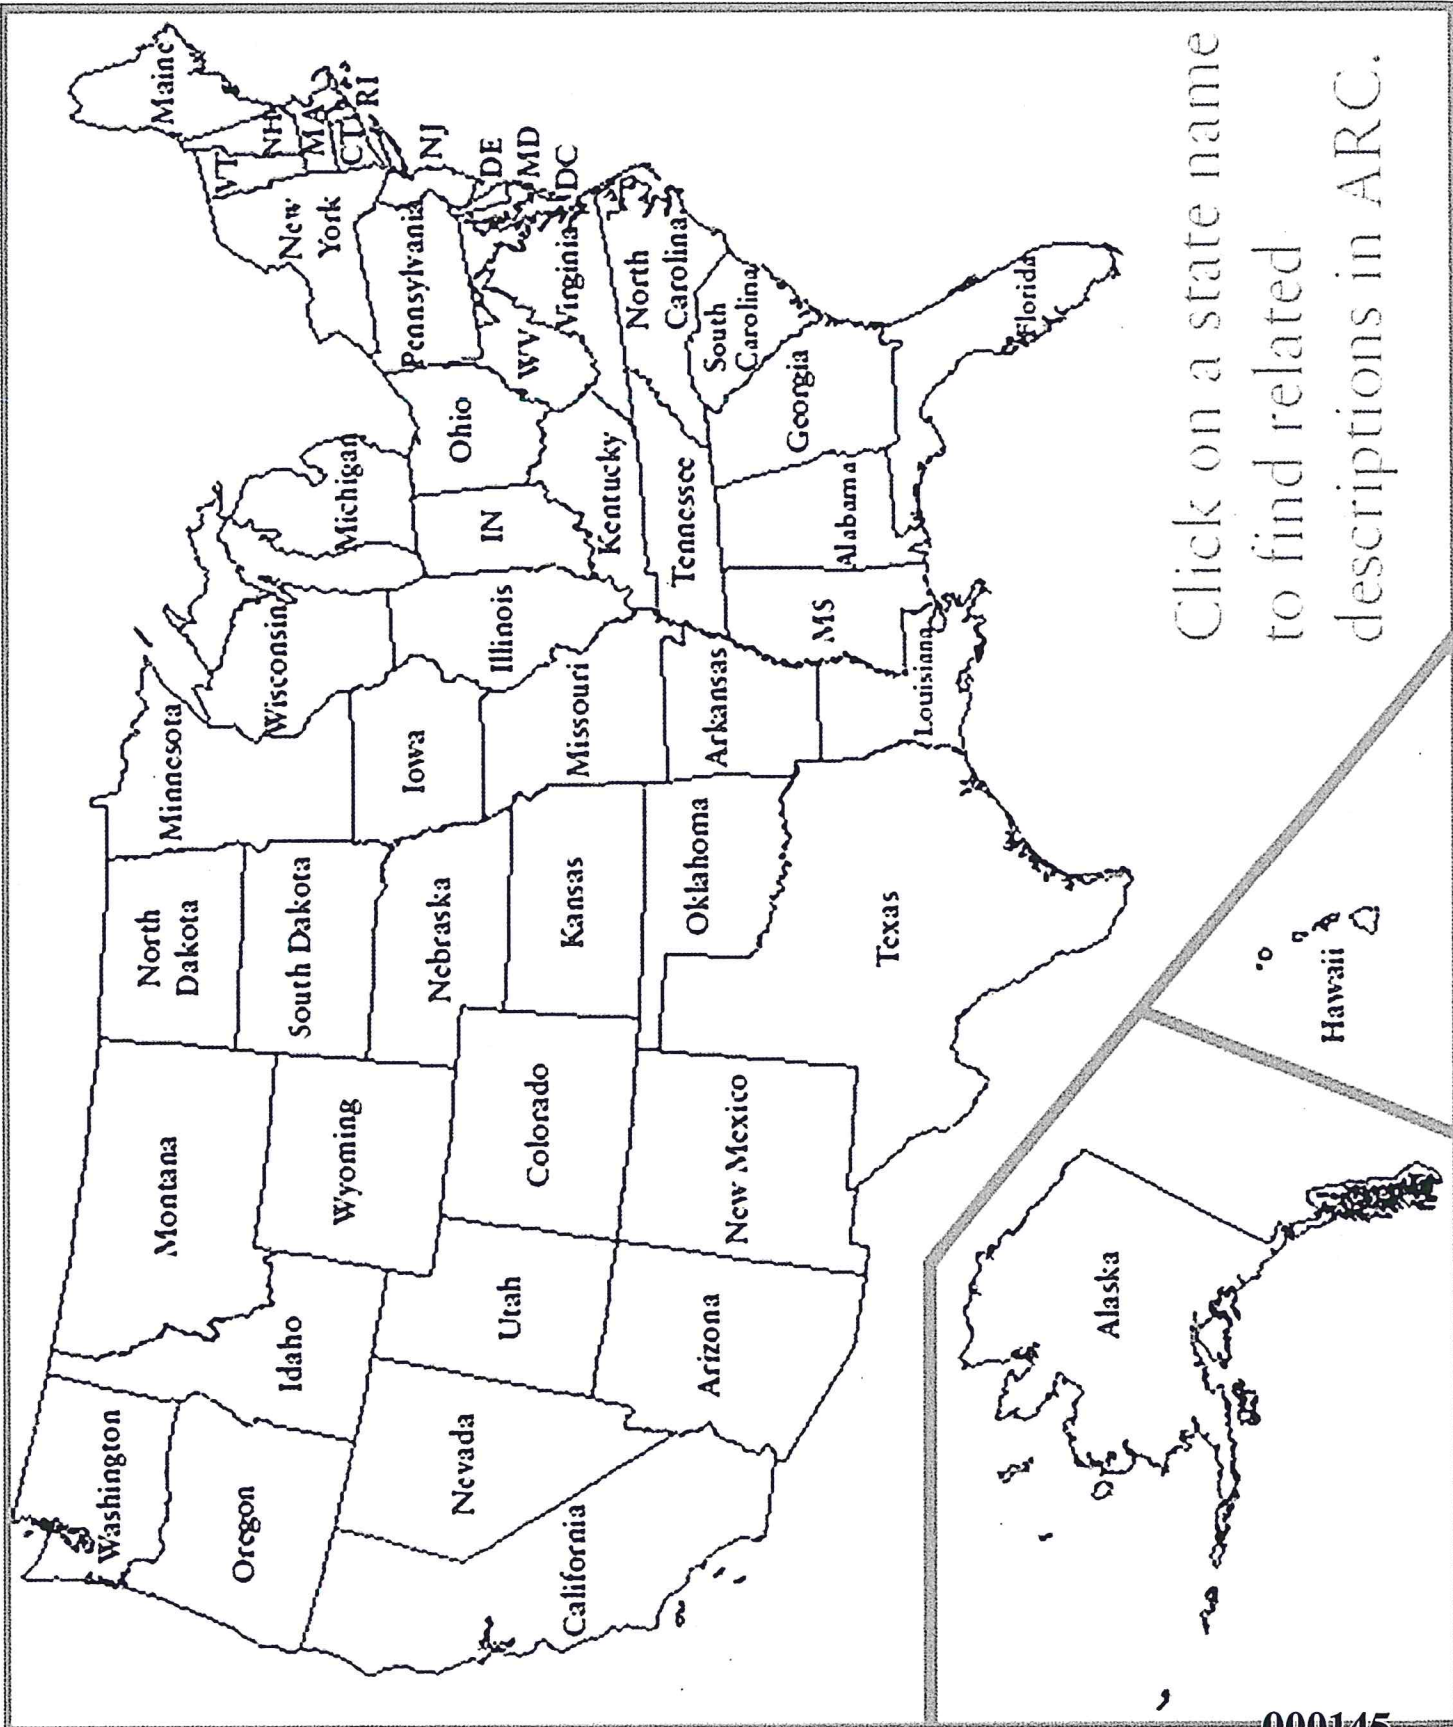 Washington
Oregon
California
Nevada
Idaho
Montana
Wyoming
Utah
Arizona
Colorado
New Mexico
North
Dakota
South Dakota
Nebraska
Kansas
Oklahoma
Texas
Minnesota
Iowa
Missouri
Arkansas
Louisiana
Wisconsin
Illinois
MS
Michigan
IN
Kentucky
Tennessee
Alabama
Ohio
WV
Georgia
Florida
South
Carolina
North
Carolina
Virginia
Pennsylvania
New
York
VT
NH
Maine
MA
CT
RI
NJ
DE
MD
DC
Alaska
Hawaii
Click on a state name
to find related
descriptions in ARC.
000145